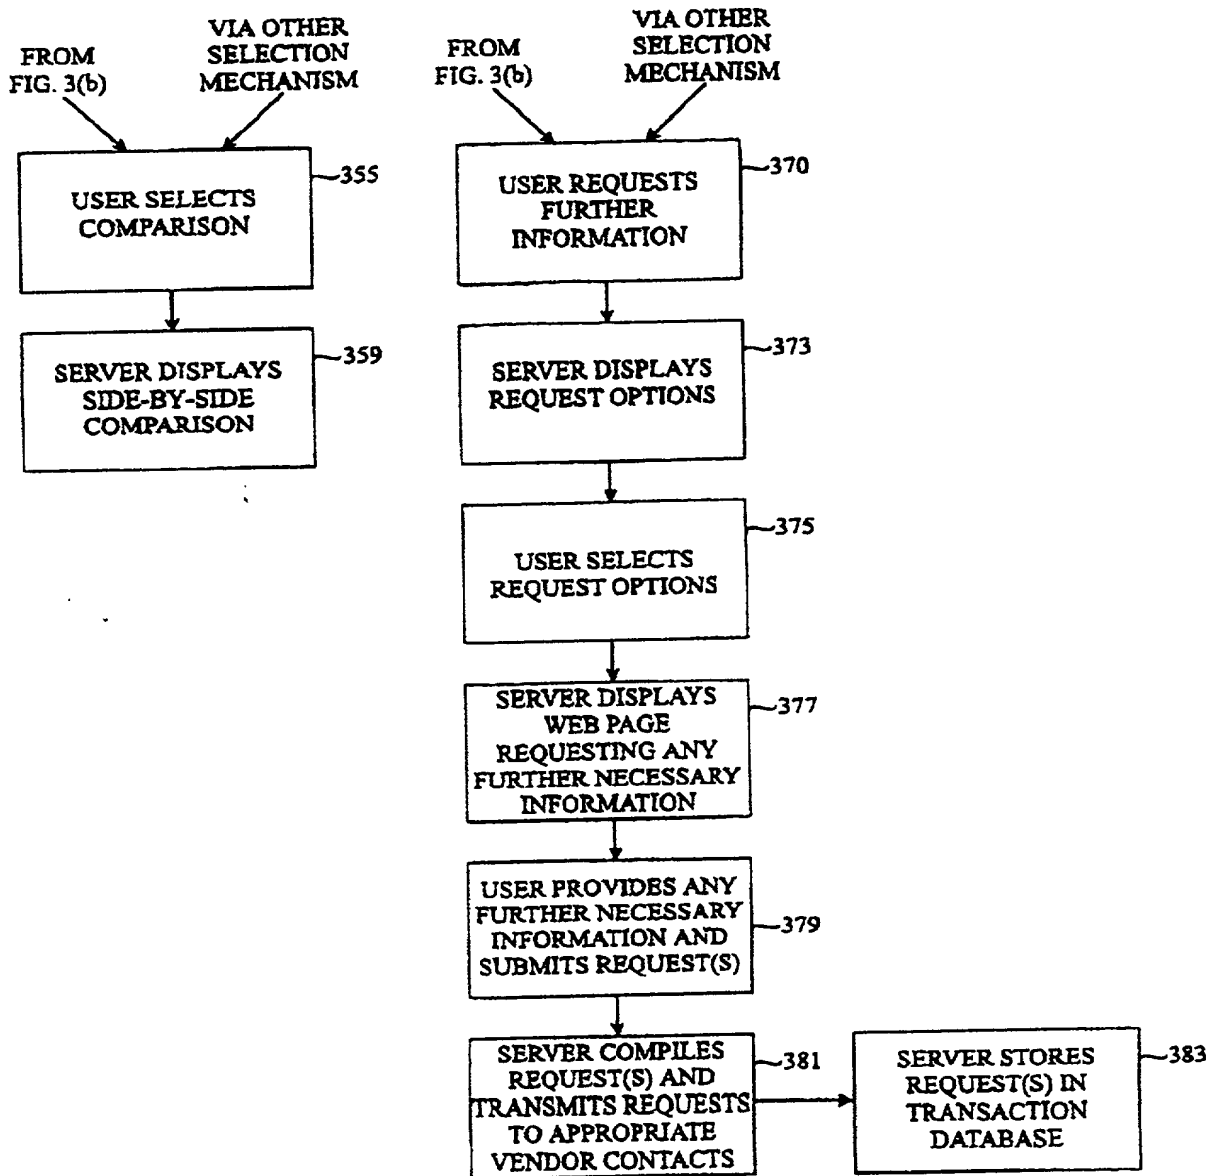 FROM
FIG. 3(b)
VIA OTHER
SELECTION
MECHANISM
USER SELECTS
COMPARISON
355
SERVER DISPLAYS
SIDE-BY-SIDE
COMPARISON
359
FROM
FIG. 3(b)
VIA OTHER
SELECTION
MECHANISM
USER REQUESTS
FURTHER
INFORMATION
370
SERVER DISPLAYS
REQUEST OPTIONS
373
USER SELECTS
REQUEST OPTIONS
375
SERVER DISPLAYS
WEB PAGE
REQUESTING ANY
FURTHER NECESSARY
INFORMATION
377
USER PROVIDES ANY
FURTHER NECESSARY
INFORMATION AND
SUBMITS REQUEST(S)
379
SERVER COMPILES
REQUEST(S) AND
TRANSMITS REQUESTS
TO APPROPRIATE
VENDOR CONTACTS
381
SERVER STORES
REQUEST(S) IN
TRANSACTION
DATABASE
383